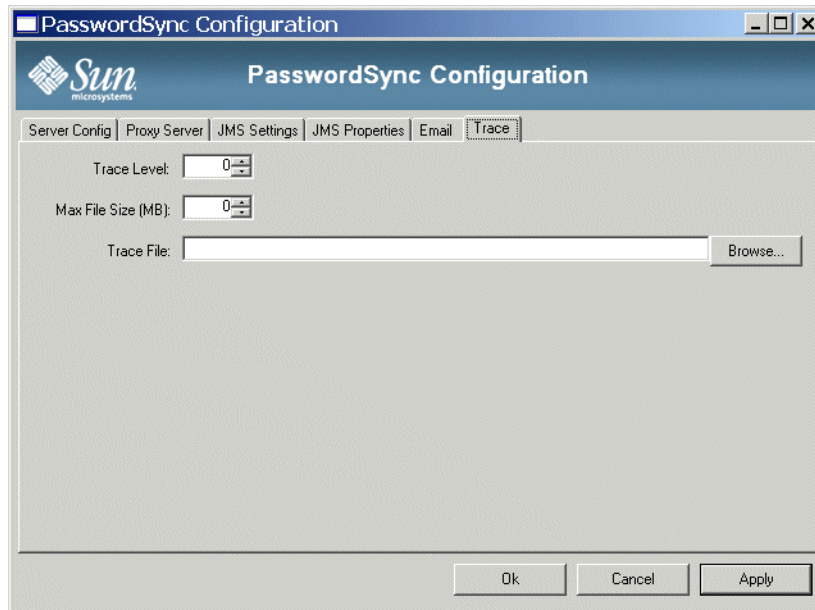 PasswordSync Configuration
Sun
microsystems
PasswordSync Configuration
Server Config Proxy Server JMS Settings JMS Properties Email Trace
Trace Level: 0
Max File Size (MB): 0
Trace File: Browse...
Ok Cancel Apply